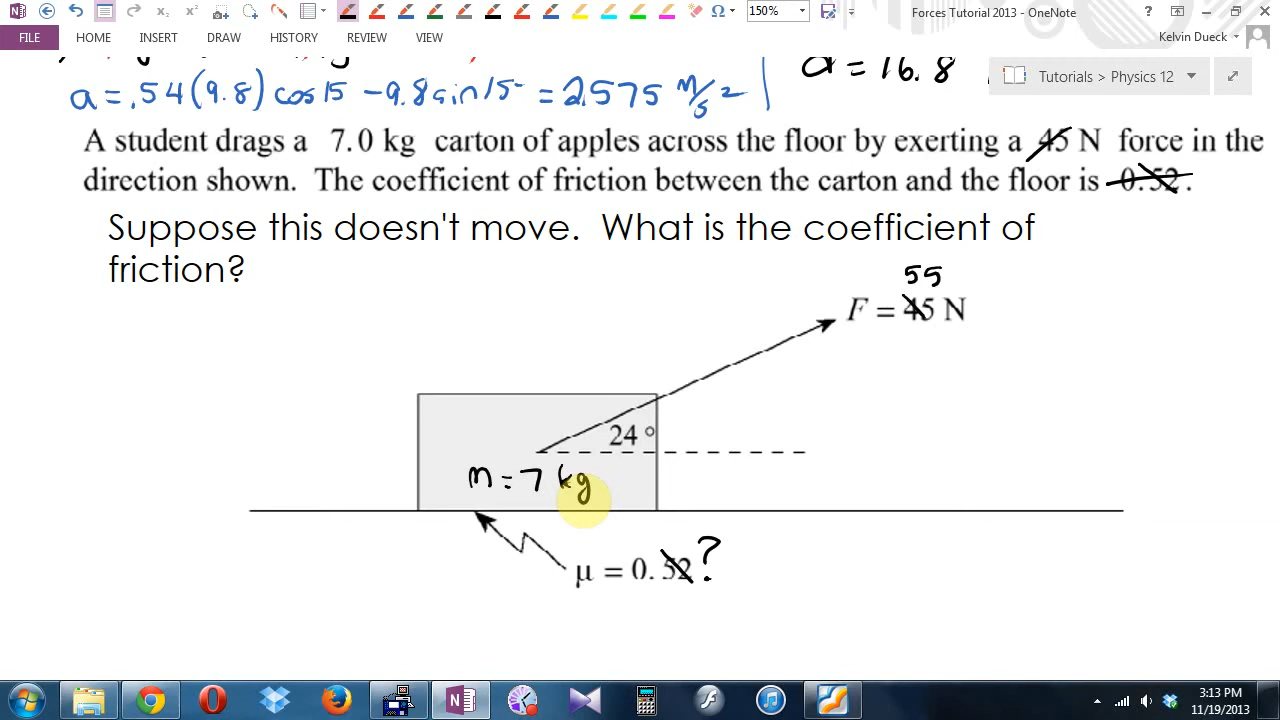 150%
Forces Tutorial 2013 - OneNote
FILE HOME INSERT DRAW HISTORY REVIEW VIEW
Kelvin Dueck
a = 16.8
Tutorials > Physics 12
a = .54(9.8) cos15 - 9.8sin15 = 2.575 m/s2
A student drags a 7.0 kg carton of apples across the floor by exerting a 45 N force in the
direction shown. The coefficient of friction between the carton and the floor is 0.52.
Suppose this doesn't move. What is the coefficient of
friction?
55
F = 45 N
24°
m = 7 kg
μ = 0.52 ?
3:13 PM
11/19/2013